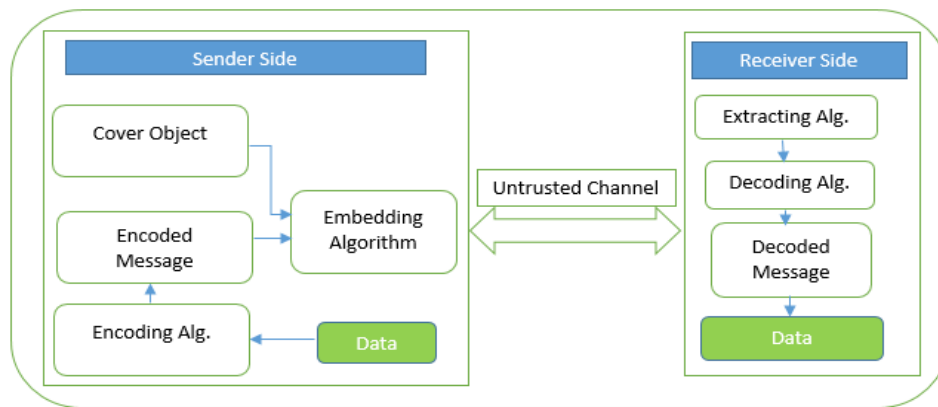 Sender Side
Cover Object
Embedding
Algorithm
Encoded
Message
Encoding Alg.
Data
Untrusted Channel
Receiver Side
Extracting Alg.
Decoding Alg.
Decoded
Message
Data